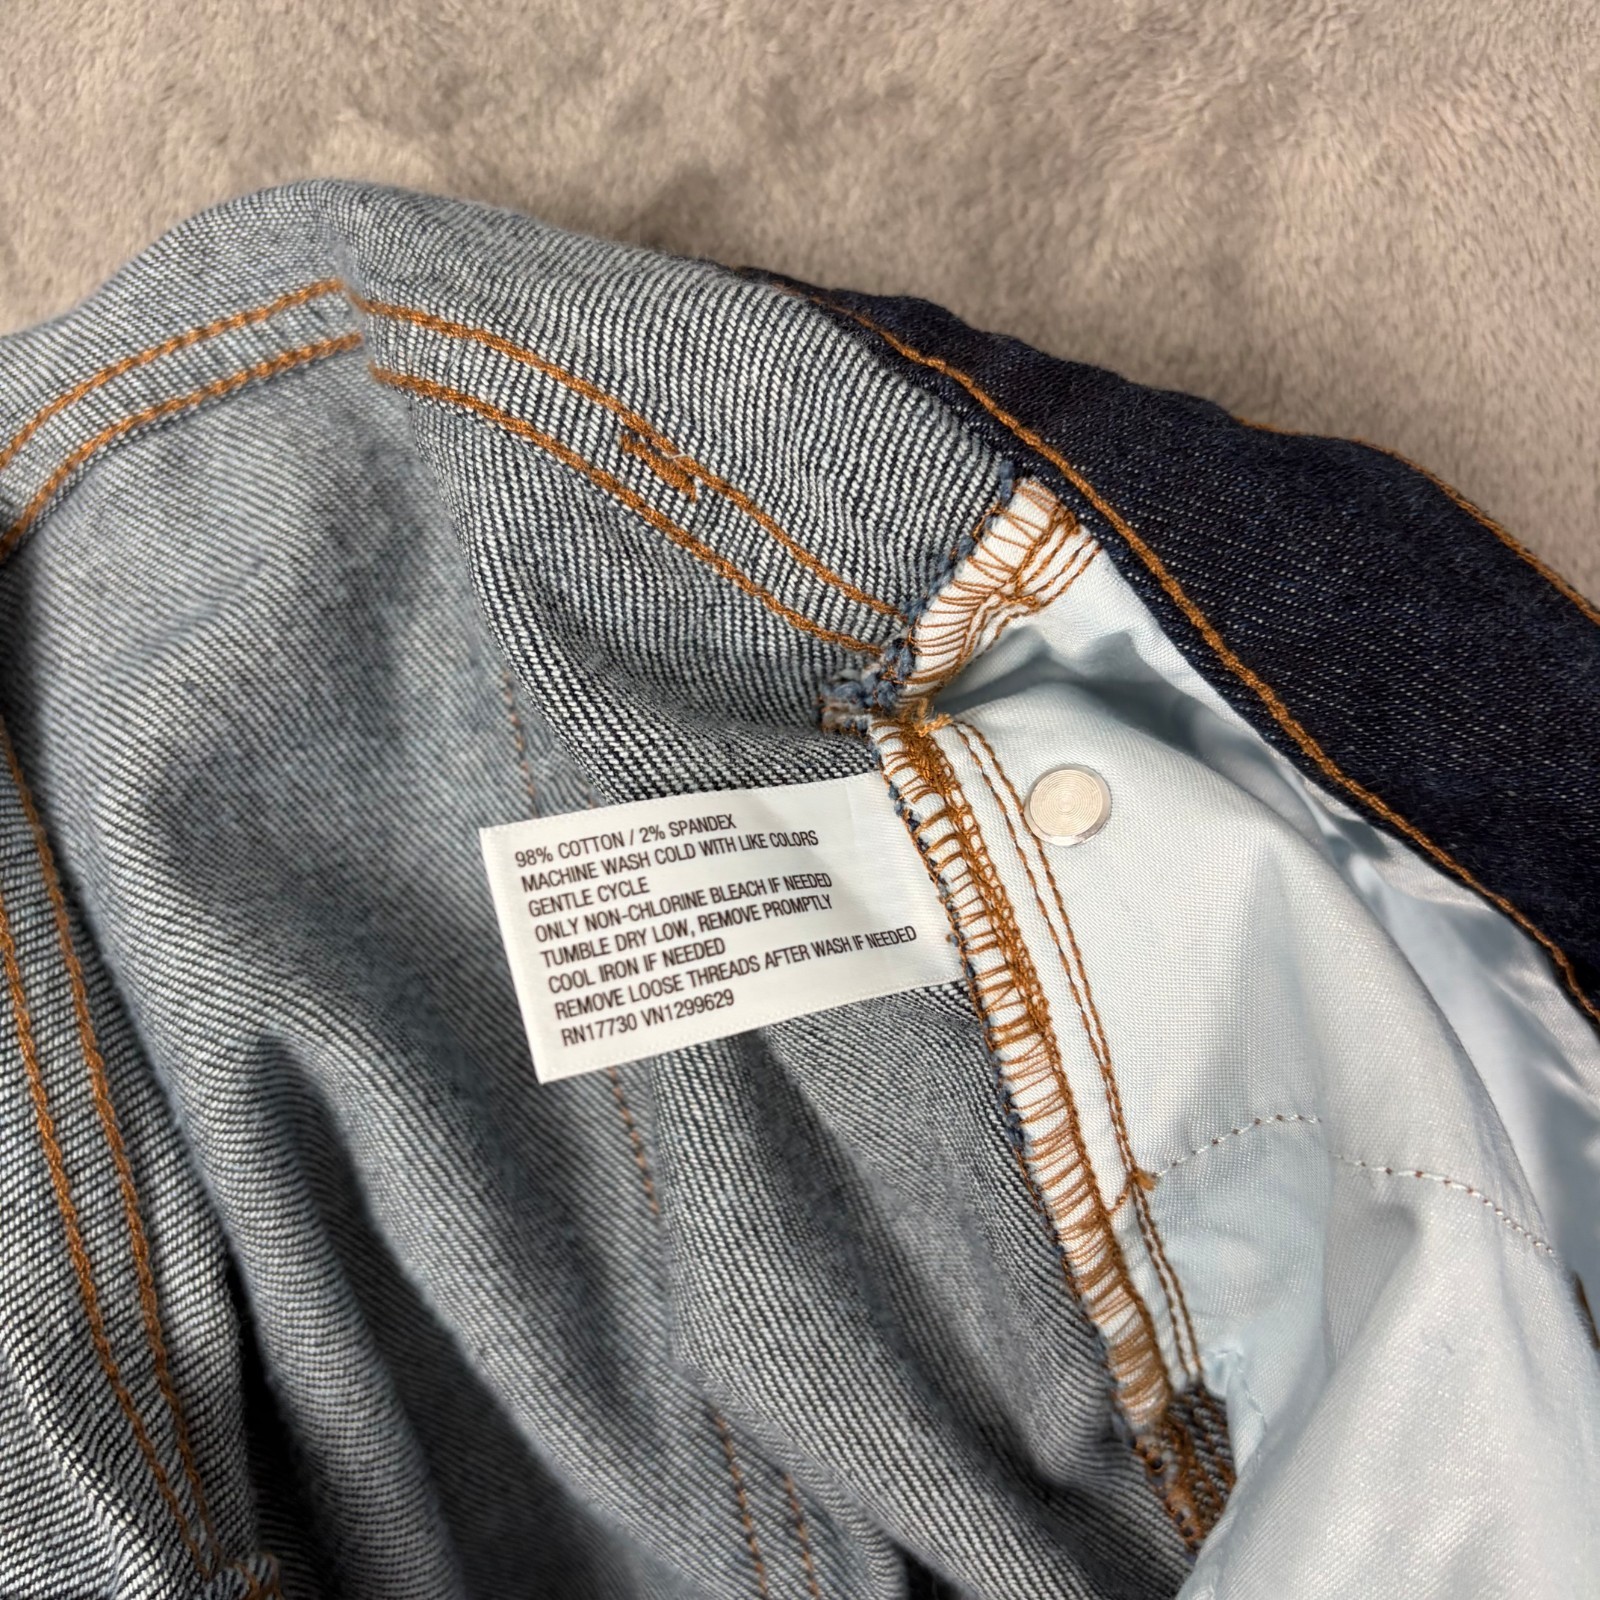 98% COTTON / 2% SPANDEX
MACHINE WASH COLD WITH LIKE COLORS
GENTLE CYCLE
ONLY NON-CHLORINE BLEACH IF NEEDED
TUMBLE DRY LOW, REMOVE PROMPTLY
COOL IRON IF NEEDED
REMOVE LOOSE THREADS AFTER WASH IF NEEDED
RN17730 VN1299629